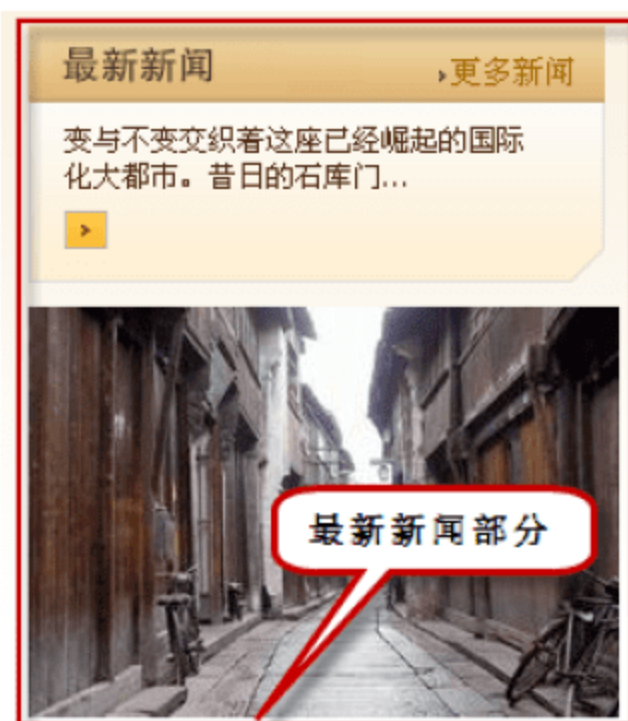 最新新闻
›更多新闻
变与不变交织着这座已经崛起的国际
化大都市。昔日的石库门...
>
最新新闻部分